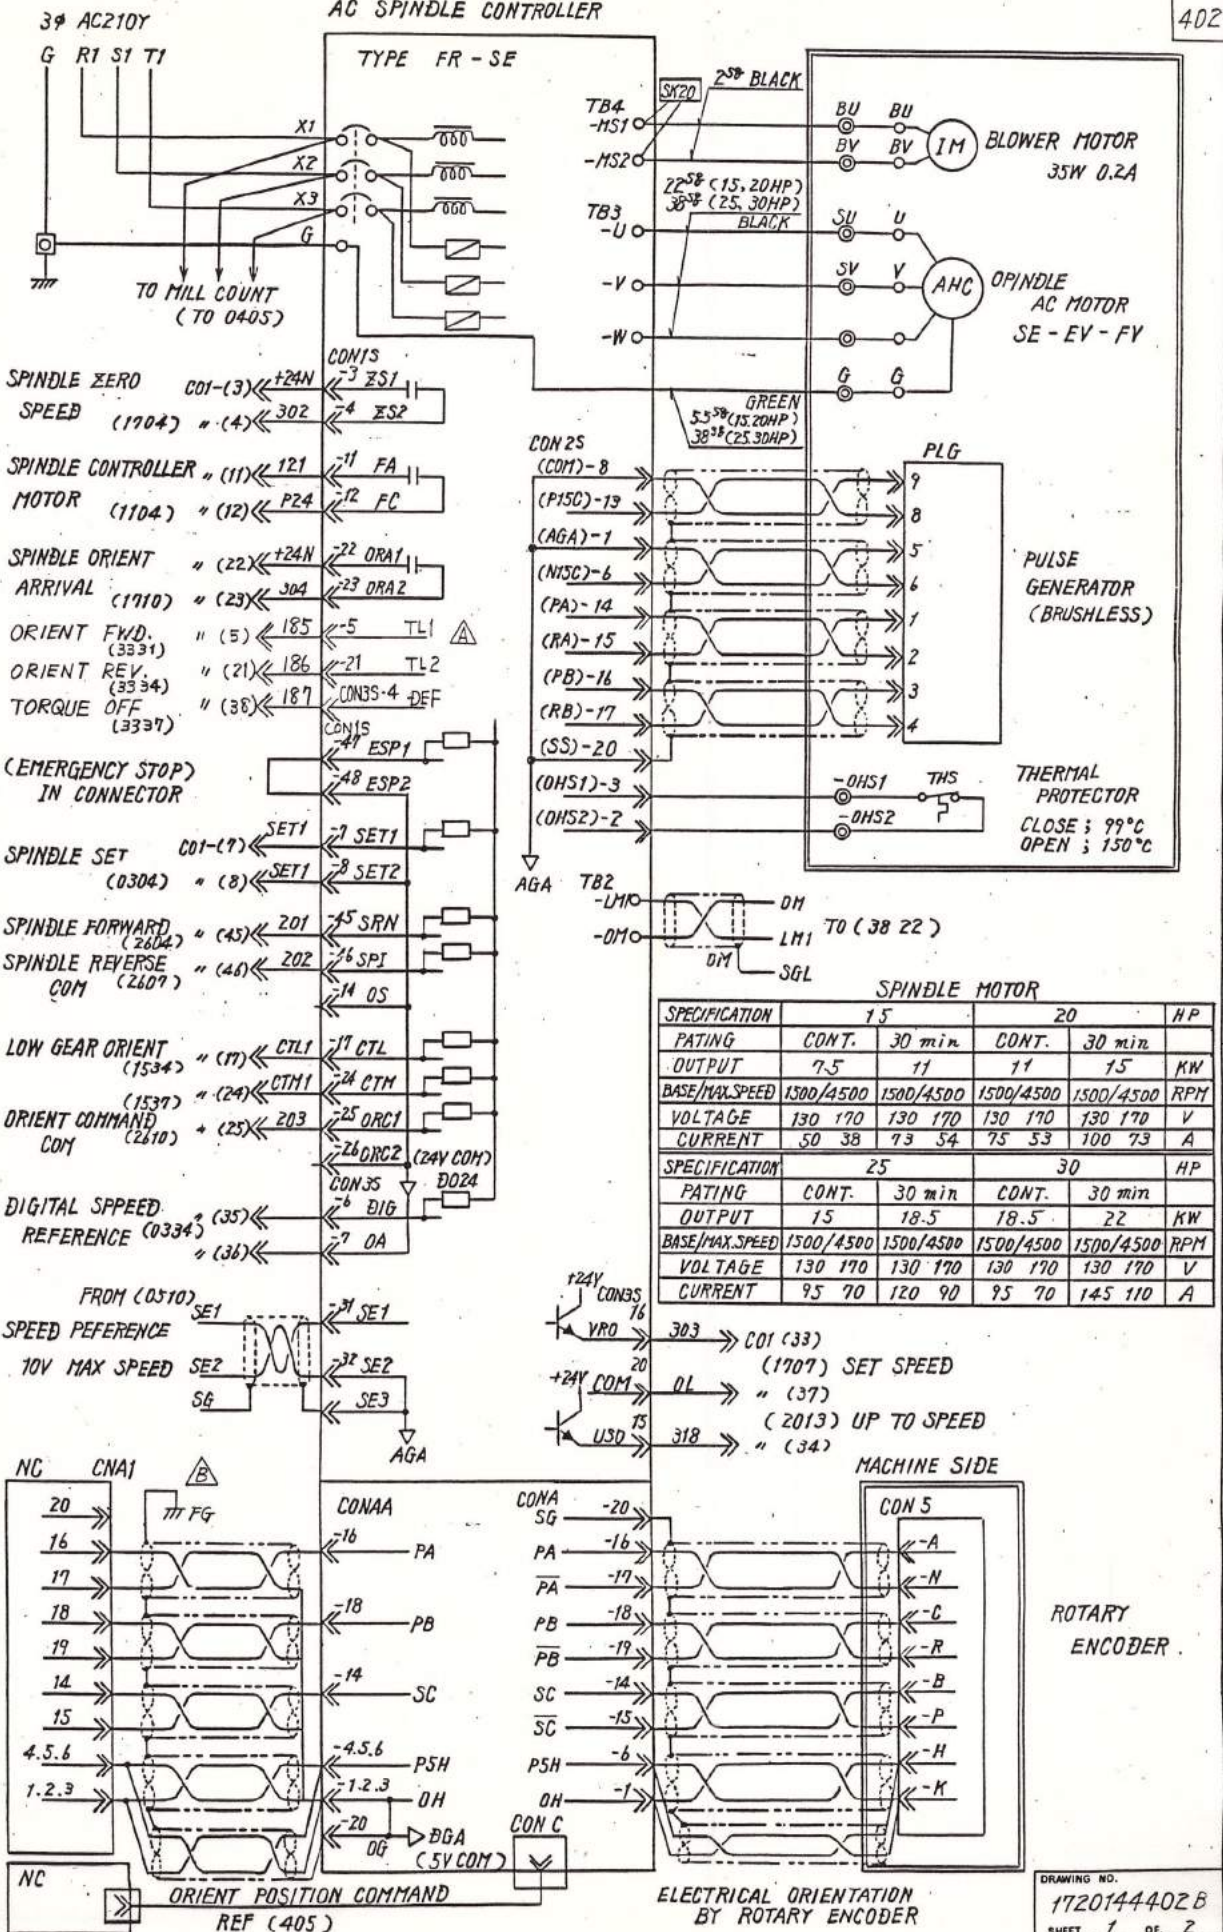 AC SPINDLE CONTROLLER
402
3φ AC210V
G R1 S1 T1
TYPE FR - SE
X1
X2
X3
G
TO MILL COUNT
(TO 0405)
TB4
-MS1
-MS2
SK20
2SQ BLACK
22SQ (15, 20HP)
38SQ (25, 30HP)
BLACK
TB3
-U
-V
-W
BU BU
BV BV
IM
BLOWER MOTOR
35W 0.2A
SU U
SV V
AHC
OPINDLE
AC MOTOR
SE - EV - FV
G G
GREEN
5.5SQ (15.20HP)
38SQ (25.30HP)
CON1S
SPINDLE ZERO C01-(3) +24N -3 ZS1
SPEED (1704) " (4) 302 -4 ZS2
SPINDLE CONTROLLER " (11) 121 -11 FA
MOTOR (1104) " (12) P24 -12 FC
SPINDLE ORIENT " (22) +24N -22 ORA1
ARRIVAL (1710) " (23) 304 -23 ORA2
ORIENT FWD. " (5) 185 -5 TL1 A
(3331)
ORIENT REV. " (21) 186 -21 TL2
(3334)
TORQUE OFF " (38) 187 CON3S-4 DEF
(3337)
CON1S
-47 ESP1
(EMERGENCY STOP)
IN CONNECTOR
-48 ESP2
SPINDLE SET C01-(7) SET1 -7 SET1
(0304) " (8) SET1 -8 SET2
SPINDLE FORWARD " (45) 201 -45 SRN
(2604)
SPINDLE REVERSE " (46) 202 -46 SPI
COM (2607)
-14 OS
LOW GEAR ORIENT " (17) CTL1 -17 CTL
(1534)
(1537) " (24) CTM1 -24 CTM
ORIENT COMMAND " (25) 203 -25 ORC1
COM (2610)
-26 ORC2 (24V COM)
CON3S DO24
DIGITAL SPPEED " (35) -6 DIG
REFERENCE (0334) " (36) -7 OA
FROM (0510)
SPEED PEFERENCE SE1 -31 SE1
10V MAX SPEED SE2 -32 SE2
SG SE3
AGA
CON 2S
(COM)-8
(P15C)-13
(AGA)-1
(N15C)-6
(PA)-14
(RA)-15
(PB)-16
(RB)-17
(SS)-20
(OHS1)-3
(OHS2)-2
AGA
PLG
9
8
5
6
1
2
3
4
PULSE
GENERATOR
(BRUSHLESS)
-OHS1 THS
-OHS2
THERMAL
PROTECTOR
CLOSE ; 99°C
OPEN ; 150°C
TB2
-LM1 OM
-OM LM1
OM SGL
TO (38 22)
SPINDLE MOTOR
SPECIFICATION 15 20 HP
PATING CONT. 30 min CONT. 30 min
OUTPUT 7.5 11 11 15 KW
BASE/MAX.SPEED 1500/4500 1500/4500 1500/4500 1500/4500 RPM
VOLTAGE 130 170 130 170 130 170 130 170 V
CURRENT 50 38 73 54 75 53 100 73 A
SPECIFICATION 25 30 HP
PATING CONT. 30 min CONT. 30 min
OUTPUT 15 18.5 18.5 22 KW
BASE/MAX.SPEED 1500/4500 1500/4500 1500/4500 1500/4500 RPM
VOLTAGE 130 170 130 170 130 170 130 170 V
CURRENT 95 70 120 90 95 70 145 110 A
+24V CON3S
16
VRO 303 C01 (33)
(1707) SET SPEED
20
+24V COM OL " (37)
(2013) UP TO SPEED
15
USO 318 " (34)
NC CNA1 B
FG
20
16
17
18
19
14
15
4.5.6
1.2.3
CONAA
-16 PA
-18 PB
-14 SC
-4.5.6 P5H
-1.2.3 OH
-20 OG BGA
(5V COM)
CONA
SG -20
PA -16
PA -17
PB -18
PB -19
SC -14
SC -15
P5H -6
OH -1
CON C
MACHINE SIDE
CON 5
-A
-N
-C
-R
-B
-P
-H
-K
ROTARY
ENCODER .
NC
ORIENT POSITION COMMAND
REF (405)
ELECTRICAL ORIENTATION
BY ROTARY ENCODER
DRAWING NO.
1720144402B
SHEET 1 OF 2